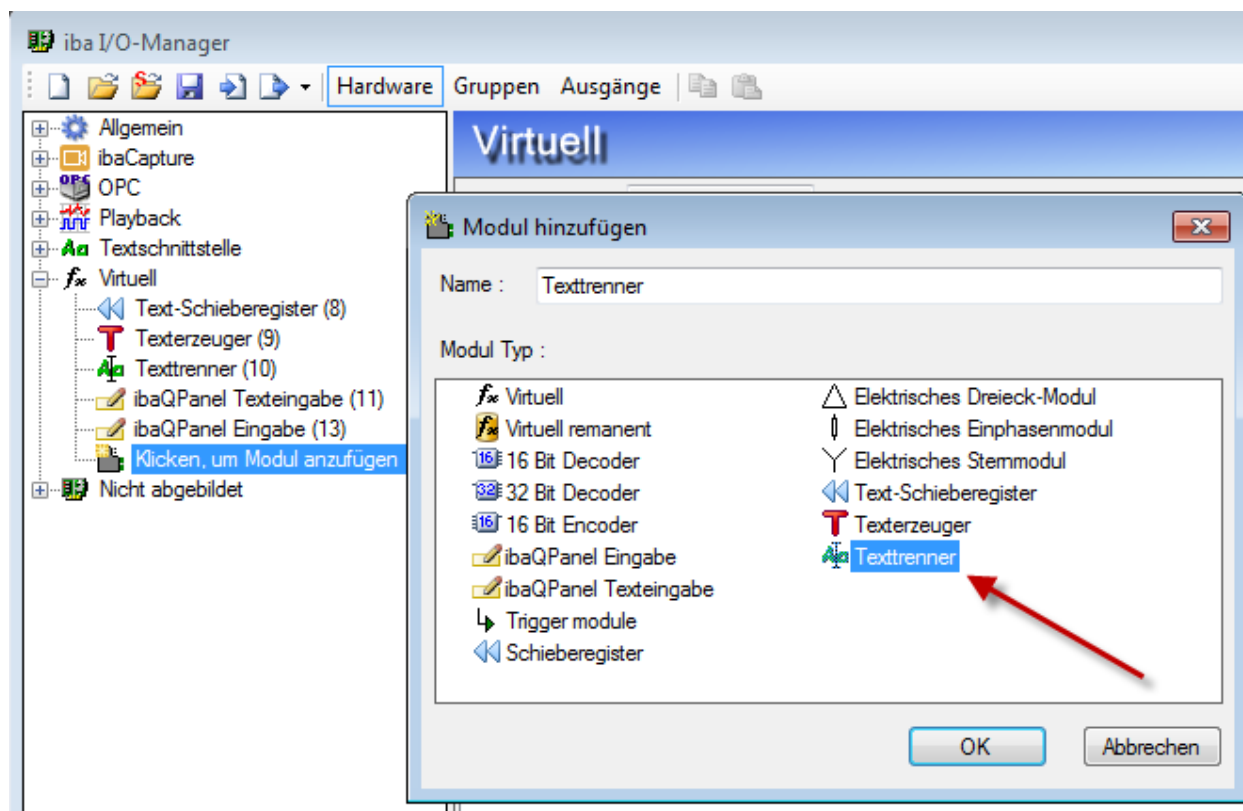 iba I/O-Manager
Hardware Gruppen Ausgänge
Allgemein
ibaCapture
OPC
Playback
Textschnittstelle
Virtuell
Text-Schieberegister (8)
Texterzeuger (9)
Texttrenner (10)
ibaQPanel Texteingabe (11)
ibaQPanel Eingabe (13)
Klicken, um Modul anzufügen
Nicht abgebildet
Virtuell
Modul hinzufügen
Name : Texttrenner
Modul Typ :
Virtuell
Virtuell remanent
16 Bit Decoder
32 Bit Decoder
16 Bit Encoder
ibaQPanel Eingabe
ibaQPanel Texteingabe
Trigger module
Schieberegister
Elektrisches Dreieck-Modul
Elektrisches Einphasenmodul
Elektrisches Sternmodul
Text-Schieberegister
Texterzeuger
Texttrenner
OK Abbrechen